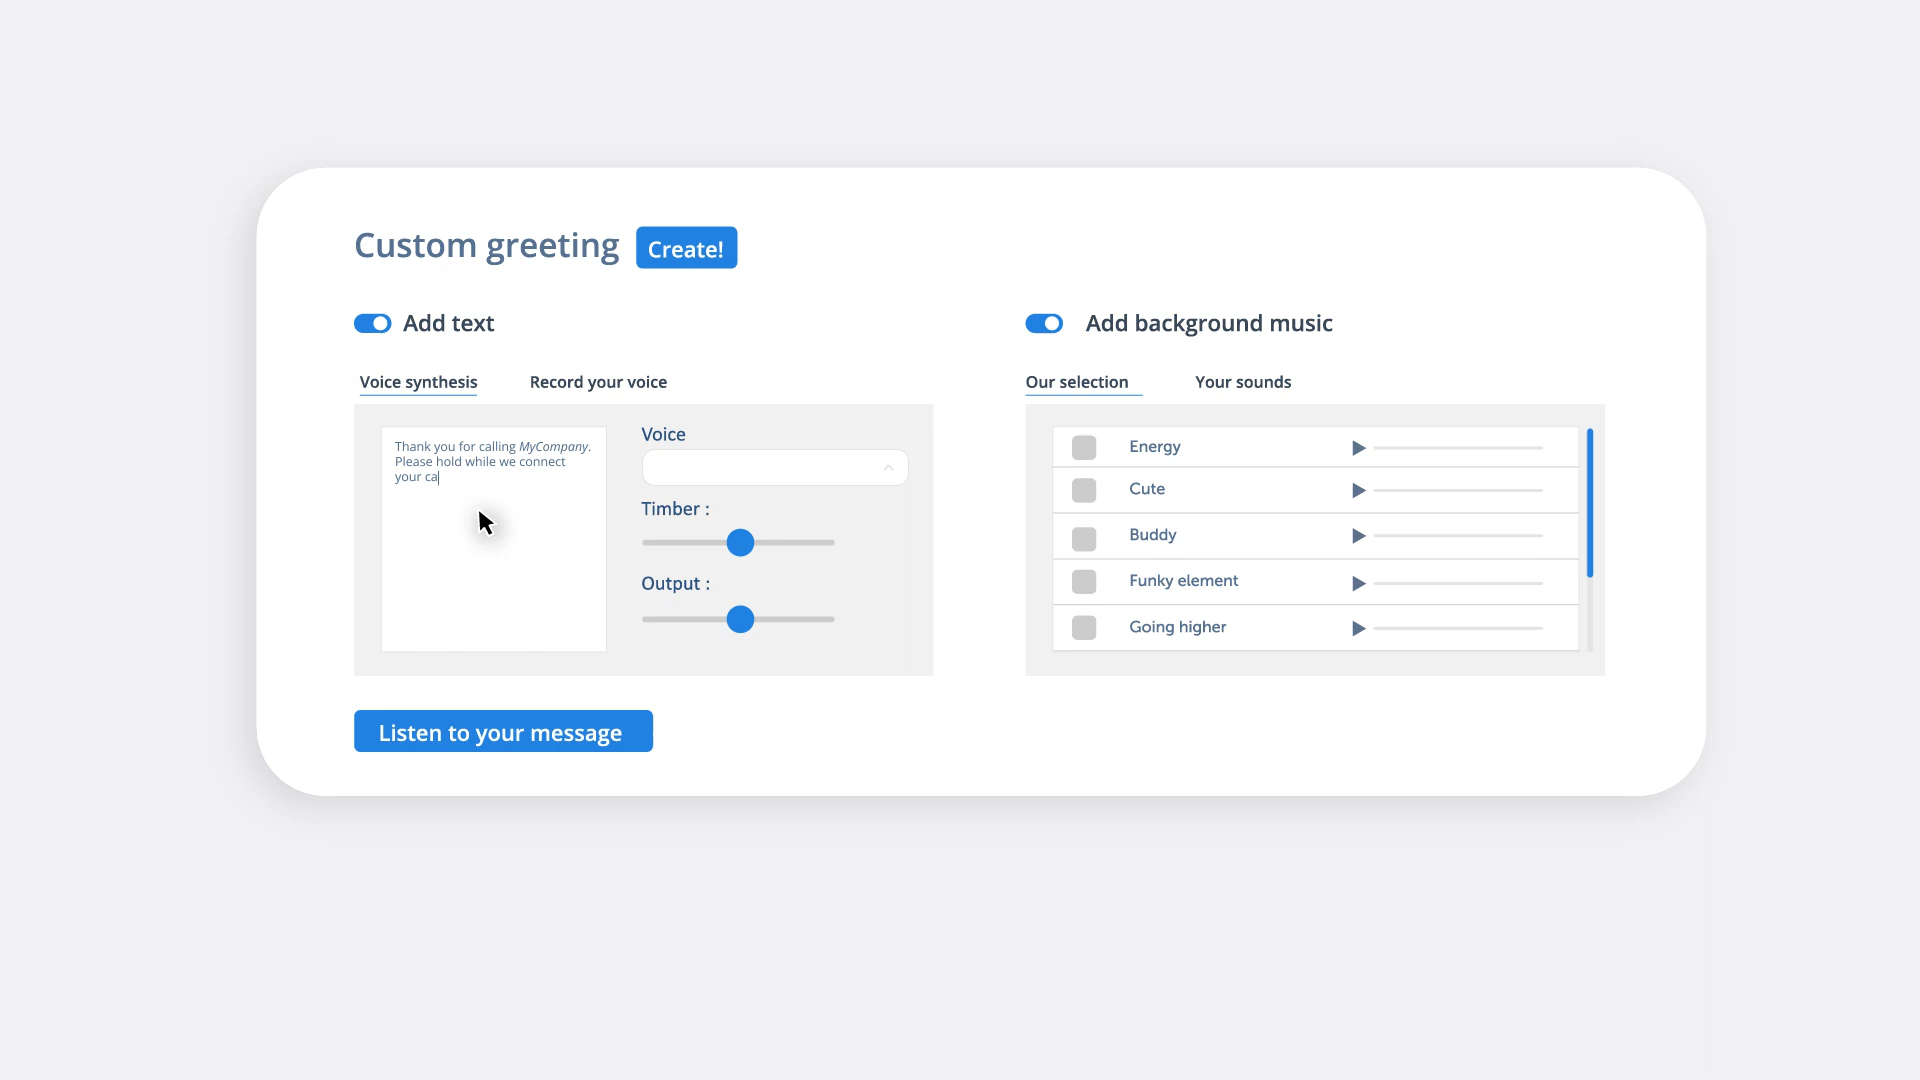 Custom greeting
Create!
Add text
Voice synthesis
Record your voice
Thank you for calling MyCompany.
Please hold while we connect
your ca
Voice
Timber :
Output :
Listen to your message
Add background music
Our selection
Your sounds
Energy
Cute
Buddy
Funky element
Going higher